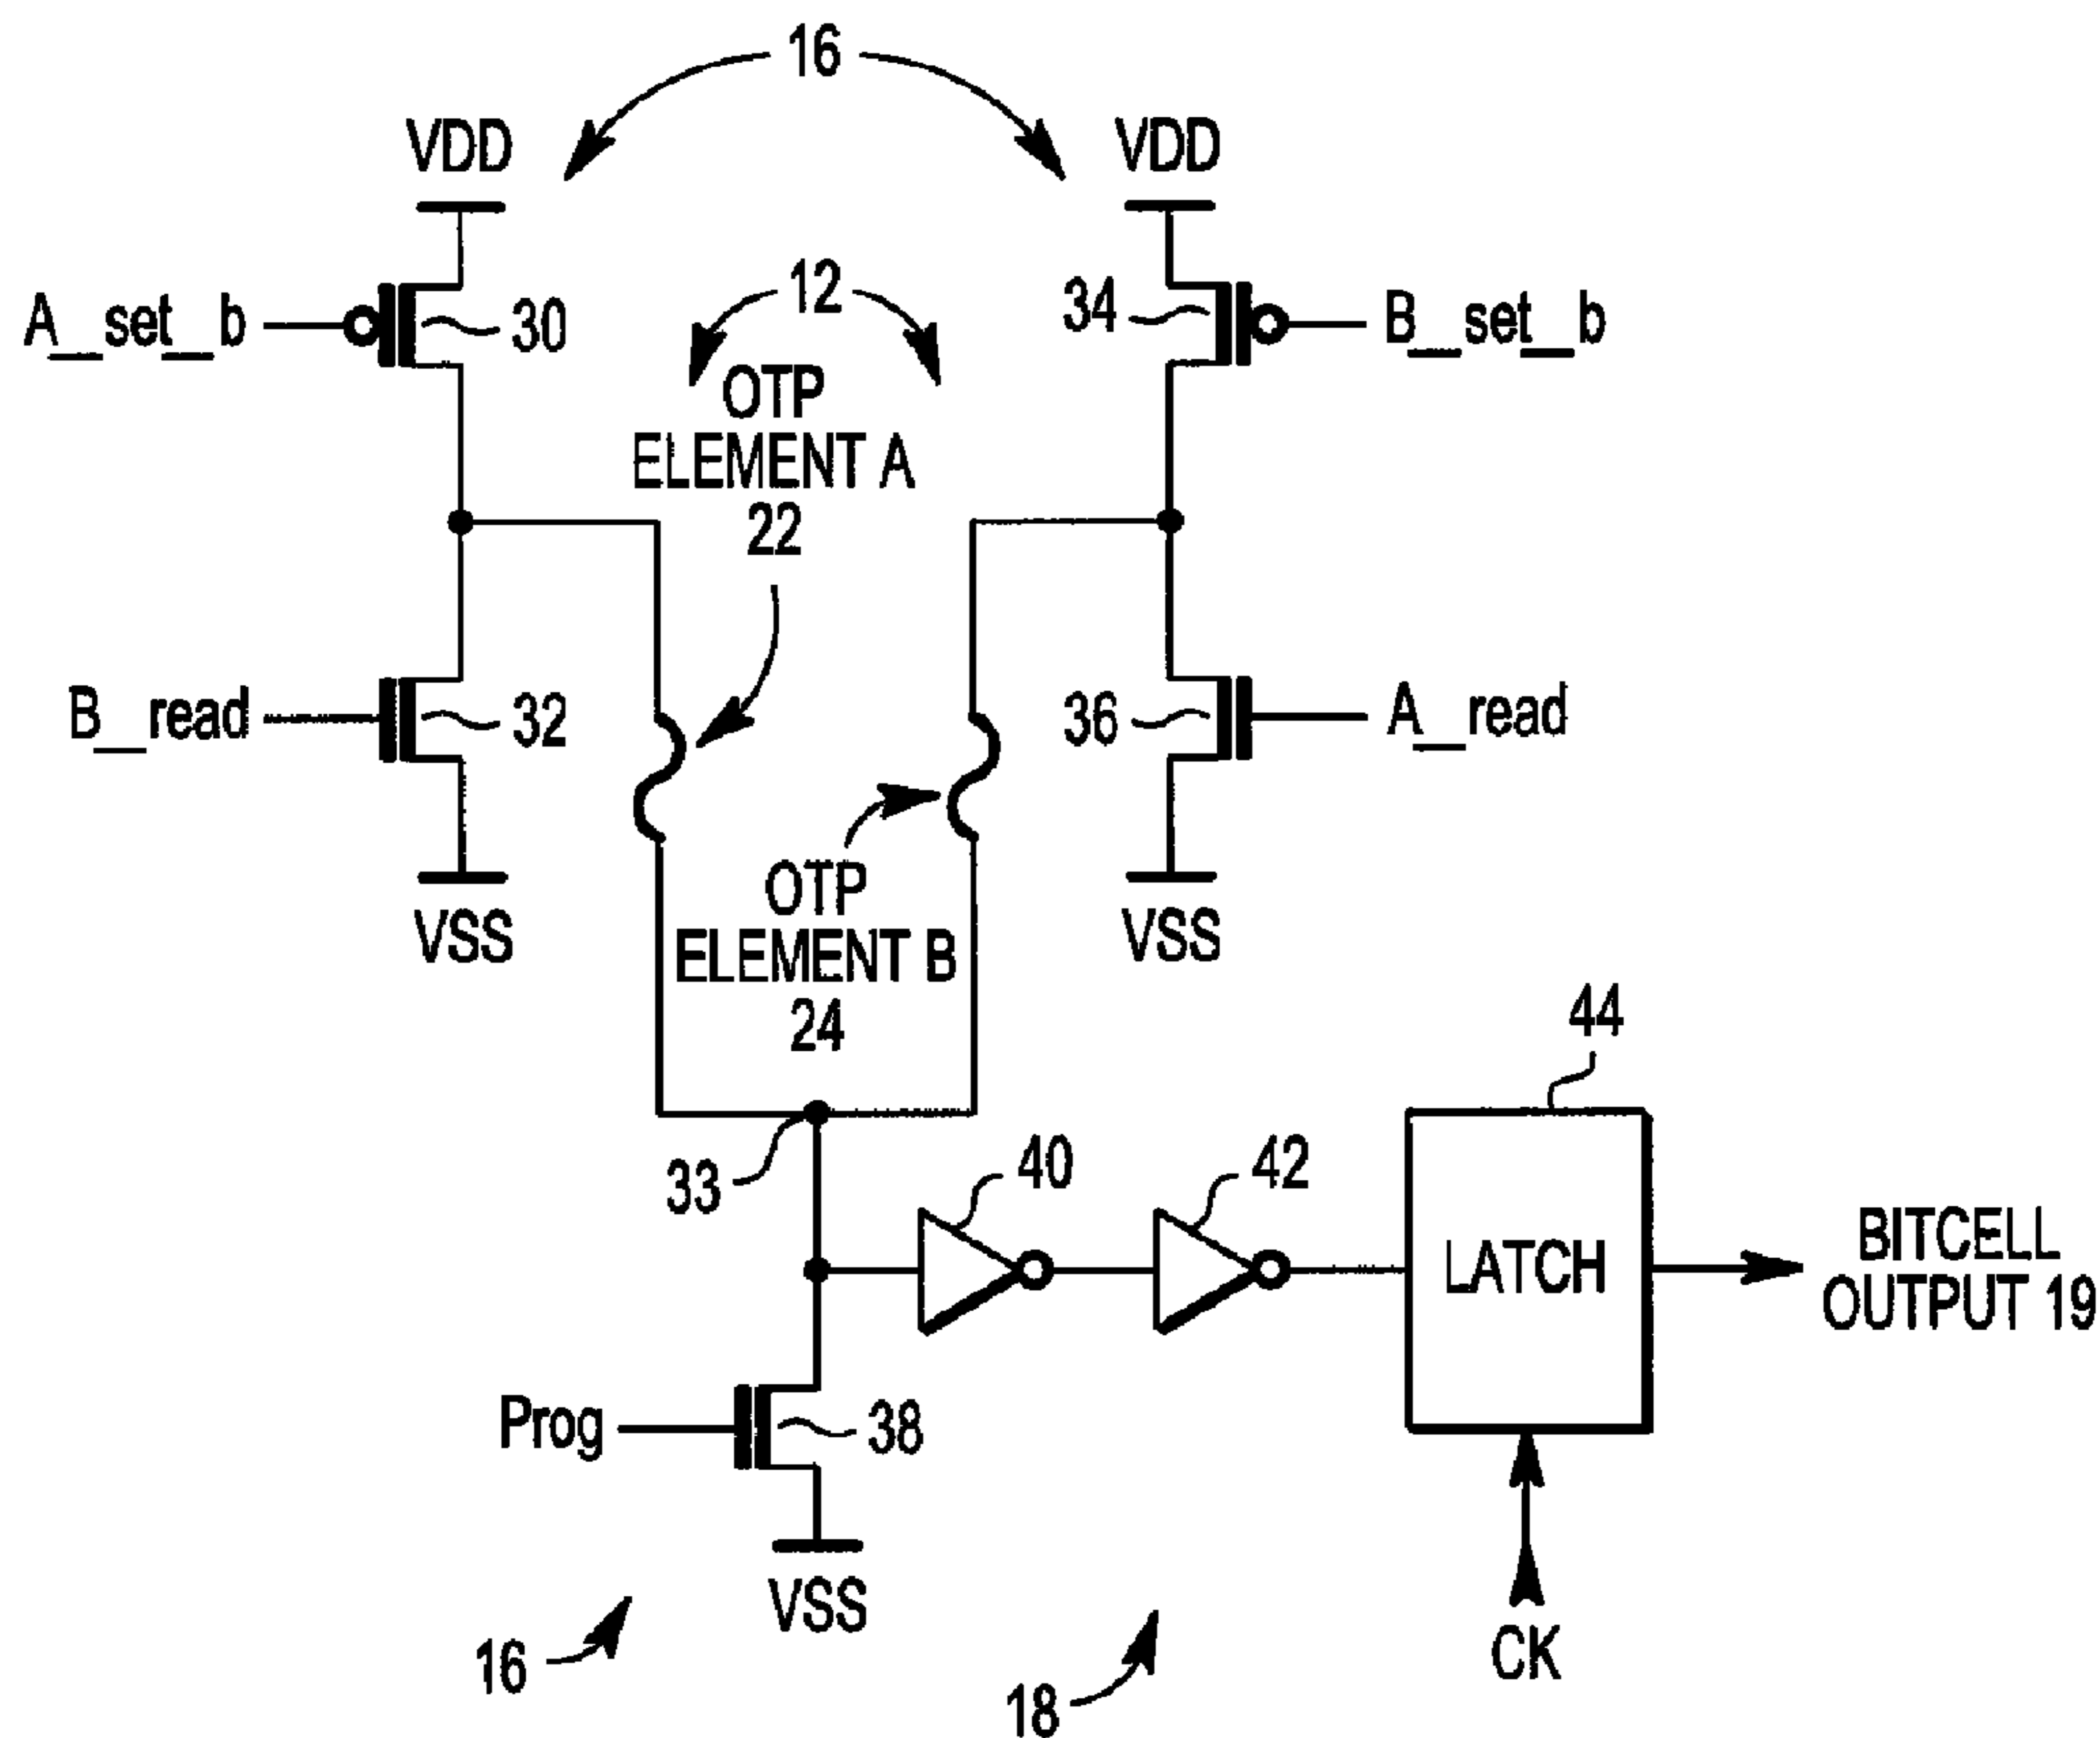 16
VDD
VDD
12
A_set_b
30
34
B_set_b
OTP
ELEMENT A
22
B_read
32
36
A_read
OTP
ELEMENT B
24
VSS
VSS
44
33
40
42
LATCH
BITCELL
OUTPUT 19
Prog
38
VSS
16
18
CK